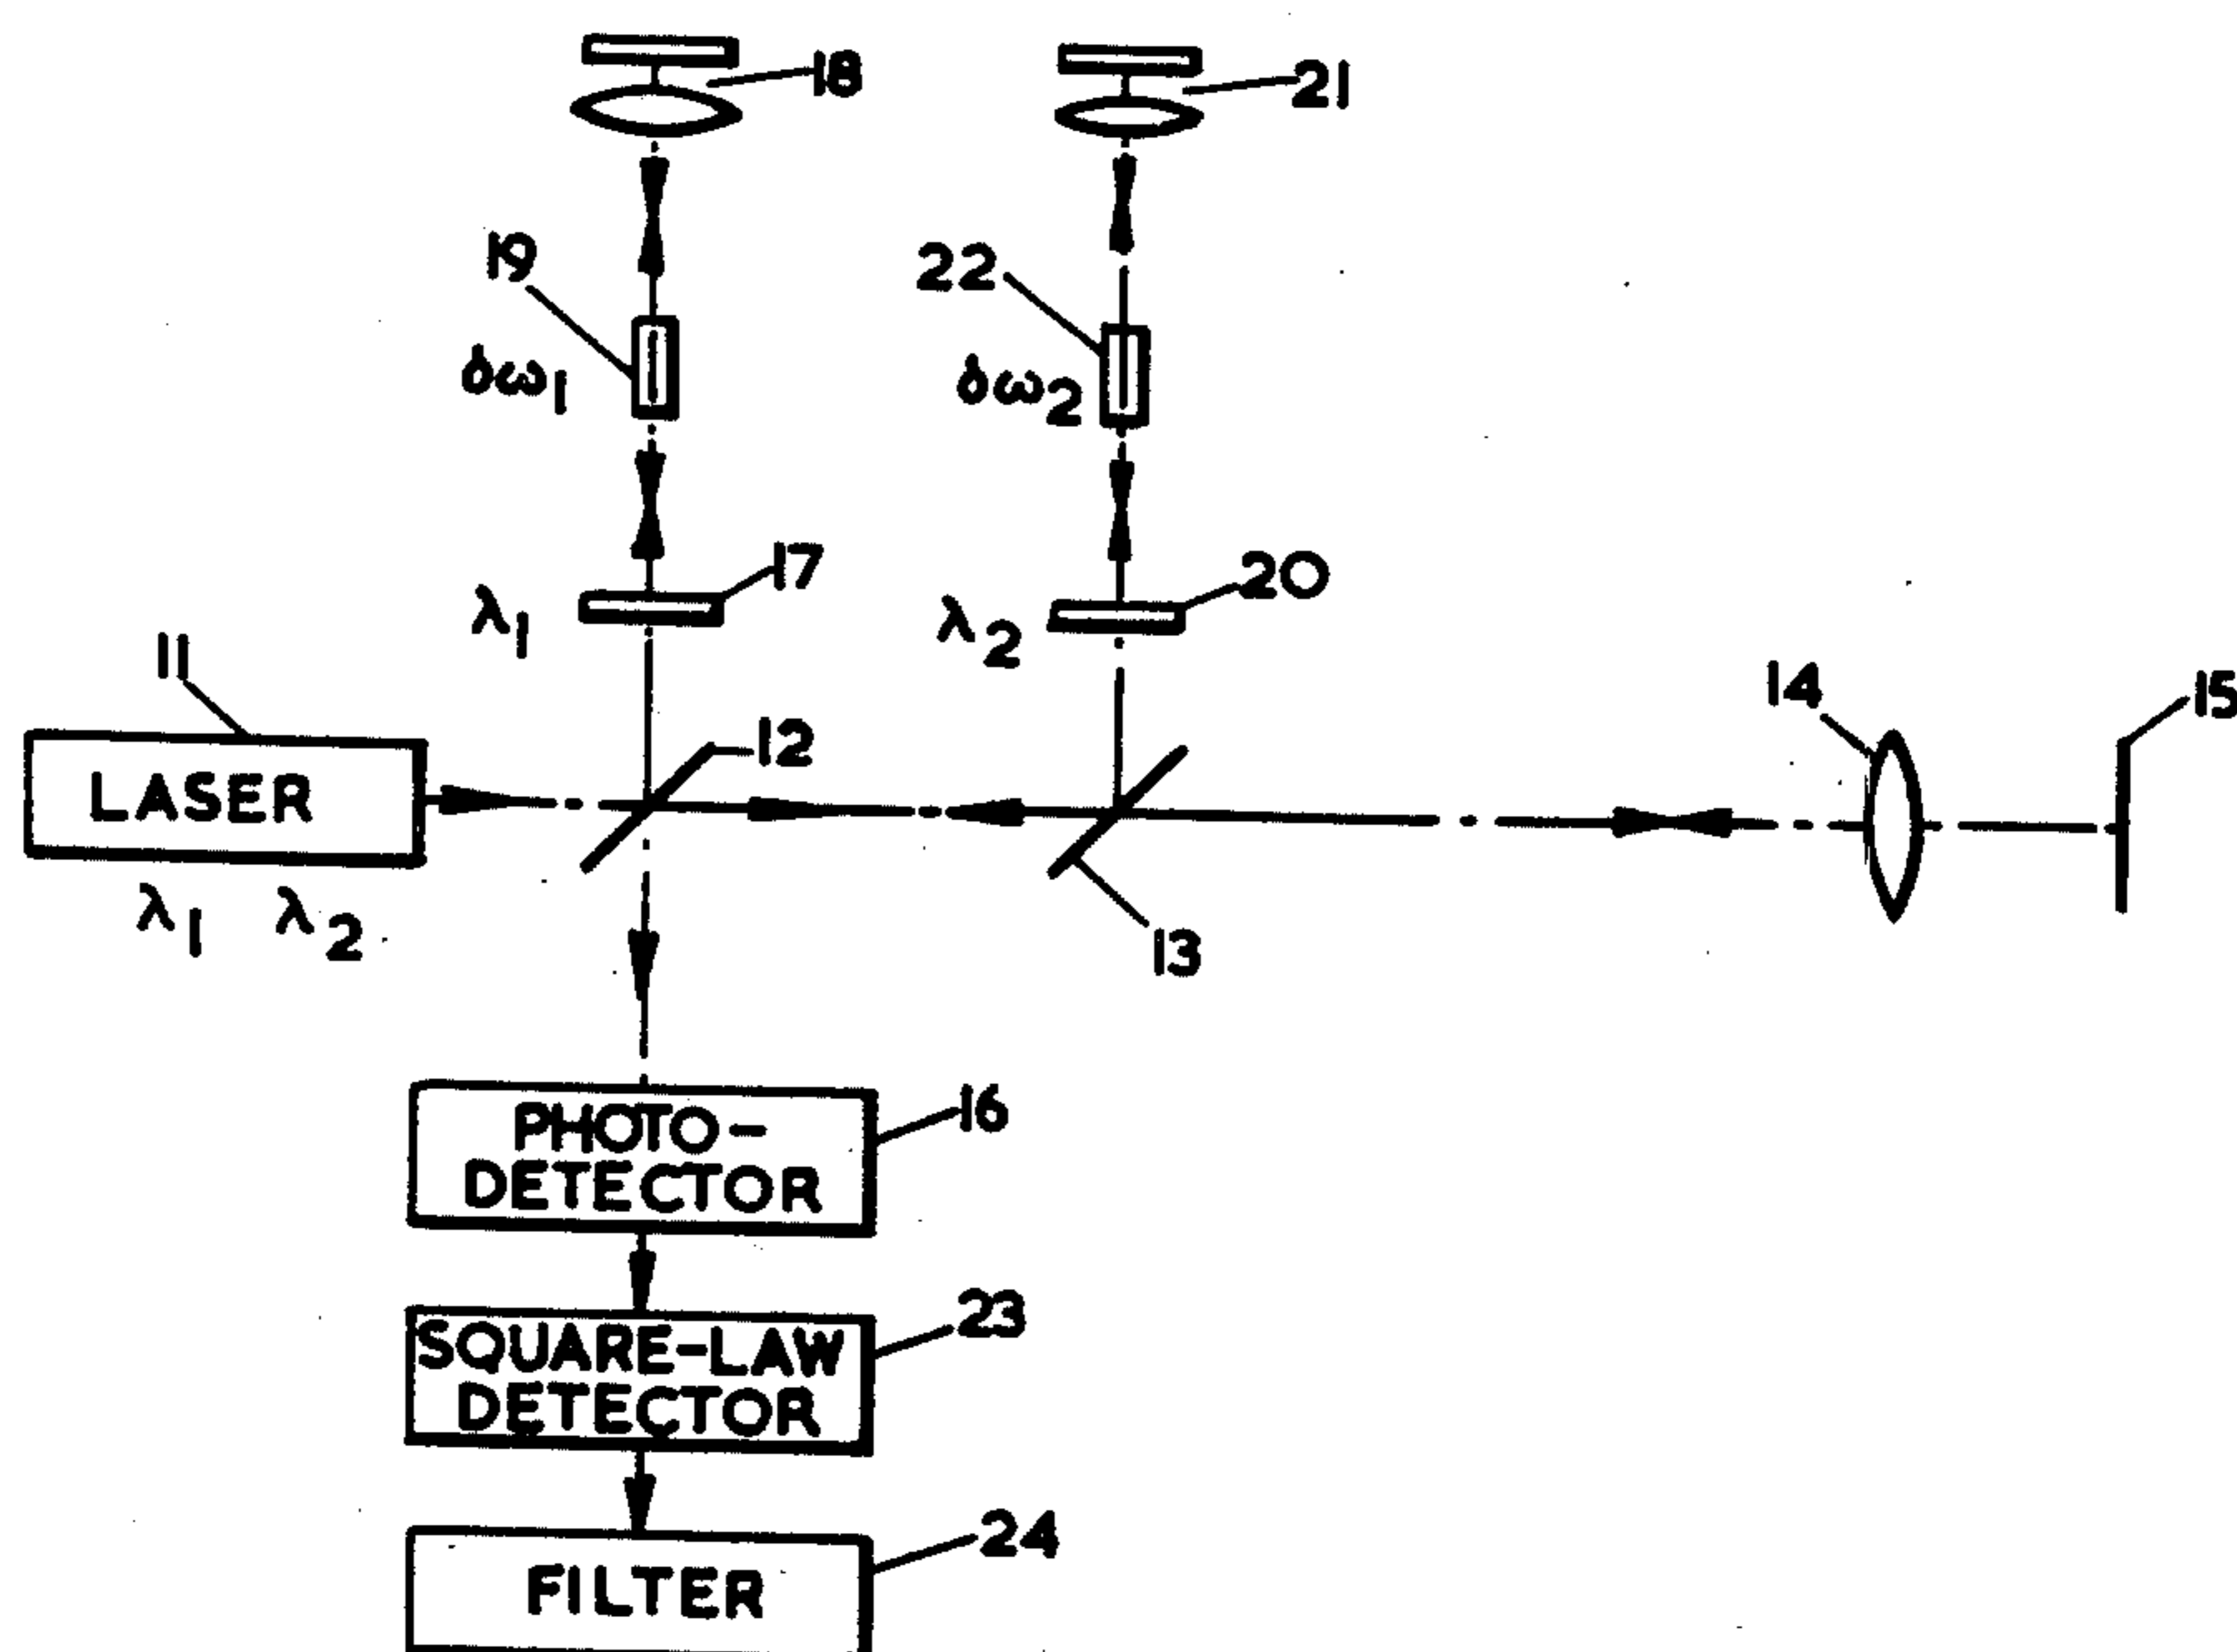 18
21
19
22
δω1
δω2
17
20
λ1
λ2
11
14
15
12
LASER
13
λ1 λ2
PHOTO-
DETECTOR
16
23
SQUARE-LAW
DETECTOR
24
FILTER